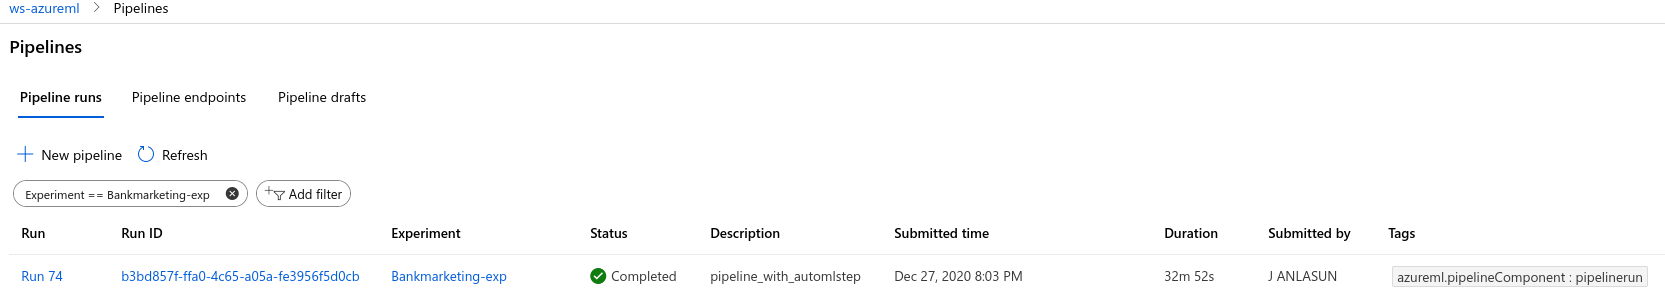 ws-azureml > Pipelines
Pipelines
Pipeline runs Pipeline endpoints Pipeline drafts
New pipeline Refresh
Experiment == Bankmarketing-exp Add filter
Run Run ID Experiment Status Description Submitted time Duration Submitted by Tags
Run 74 b3bd857f-ffa0-4c65-a05a-fe3956f5d0cb Bankmarketing-exp Completed pipeline_with_automlstep Dec 27, 2020 8:03 PM 32m 52s J ANLASUN azureml.pipelineComponent : pipelinerun